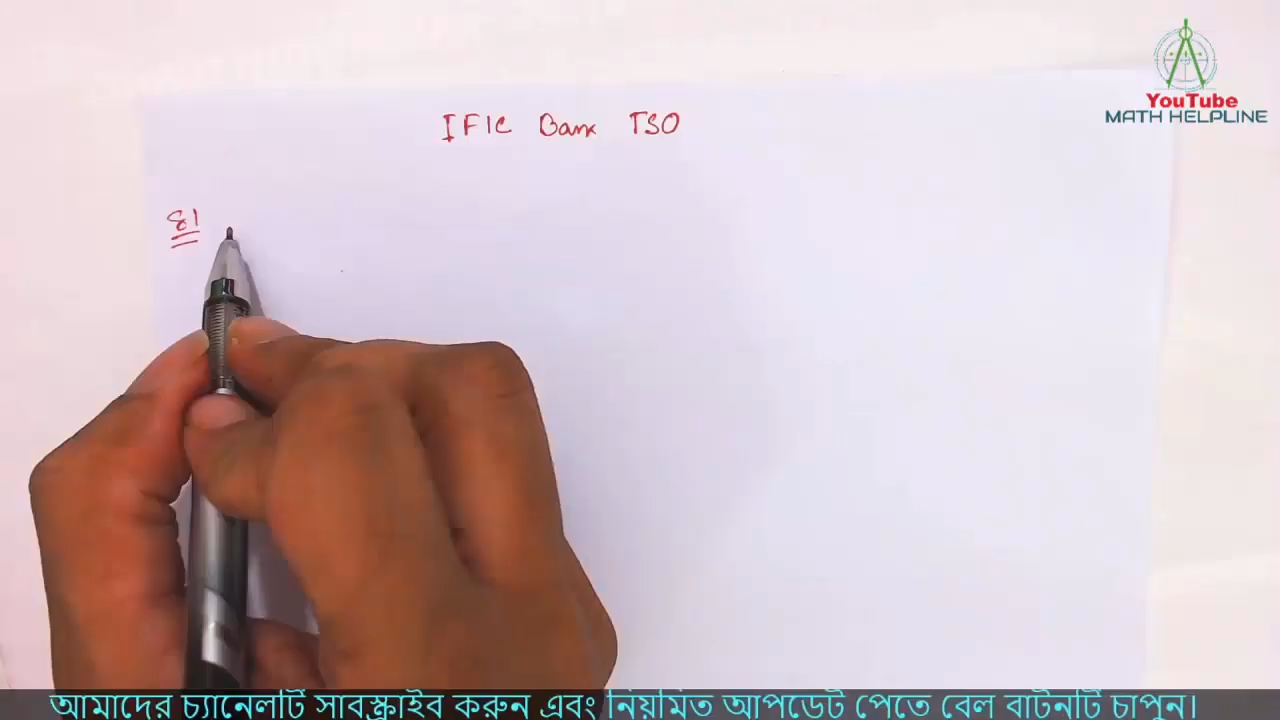 YouTube
MATH HELPLINE
IFIC Bank TSO
৪।
আমাদের চ্যানেলটি সাবস্ক্রাইব করুন এবং নিয়মিত আপডেট পেতে বেল বাটনটি চাপুন।